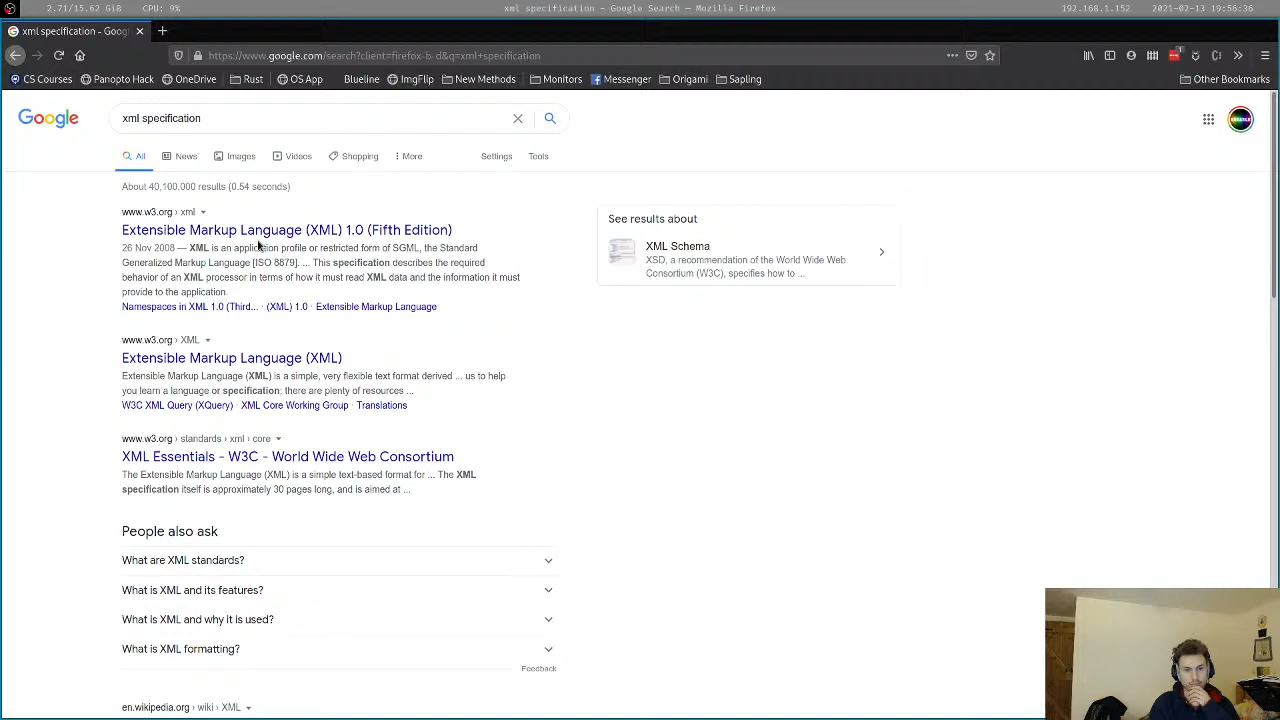 2.71/15.62 GiB CPU: 9% xml specification - Google Search — Mozilla Firefox 192.168.1.152 2021-02-13 19:56:36
xml specification - Goog
https://www.google.com/search?client=firefox-b-d&q=xml+specification
CS Courses Panopto Hack OneDrive Rust OS App Blueline ImgFlip New Methods Monitors Messenger Origami Sapling Other Bookmarks
Google xml specification
All News Images Videos Shopping More Settings Tools
About 40,100,000 results (0.54 seconds)
www.w3.org › xml
Extensible Markup Language (XML) 1.0 (Fifth Edition)
26 Nov 2008 — XML is an application profile or restricted form of SGML, the Standard
Generalized Markup Language [ISO 8879]. ... This specification describes the required
behavior of an XML processor in terms of how it must read XML data and the information it must
provide to the application.
Namespaces in XML 1.0 (Third... · (XML) 1.0 · Extensible Markup Language
www.w3.org › XML
Extensible Markup Language (XML)
Extensible Markup Language (XML) is a simple, very flexible text format derived ... us to help
you learn a language or specification; there are plenty of resources ...
W3C XML Query (XQuery) · XML Core Working Group · Translations
www.w3.org › standards › xml › core
XML Essentials - W3C - World Wide Web Consortium
The Extensible Markup Language (XML) is a simple text-based format for ... The XML
specification itself is approximately 30 pages long, and is aimed at ...
People also ask
What are XML standards?
What is XML and its features?
What is XML and why it is used?
What is XML formatting?
Feedback
en.wikipedia.org › wiki › XML
See results about
XML Schema
XSD, a recommendation of the World Wide Web
Consortium (W3C), specifies how to ...